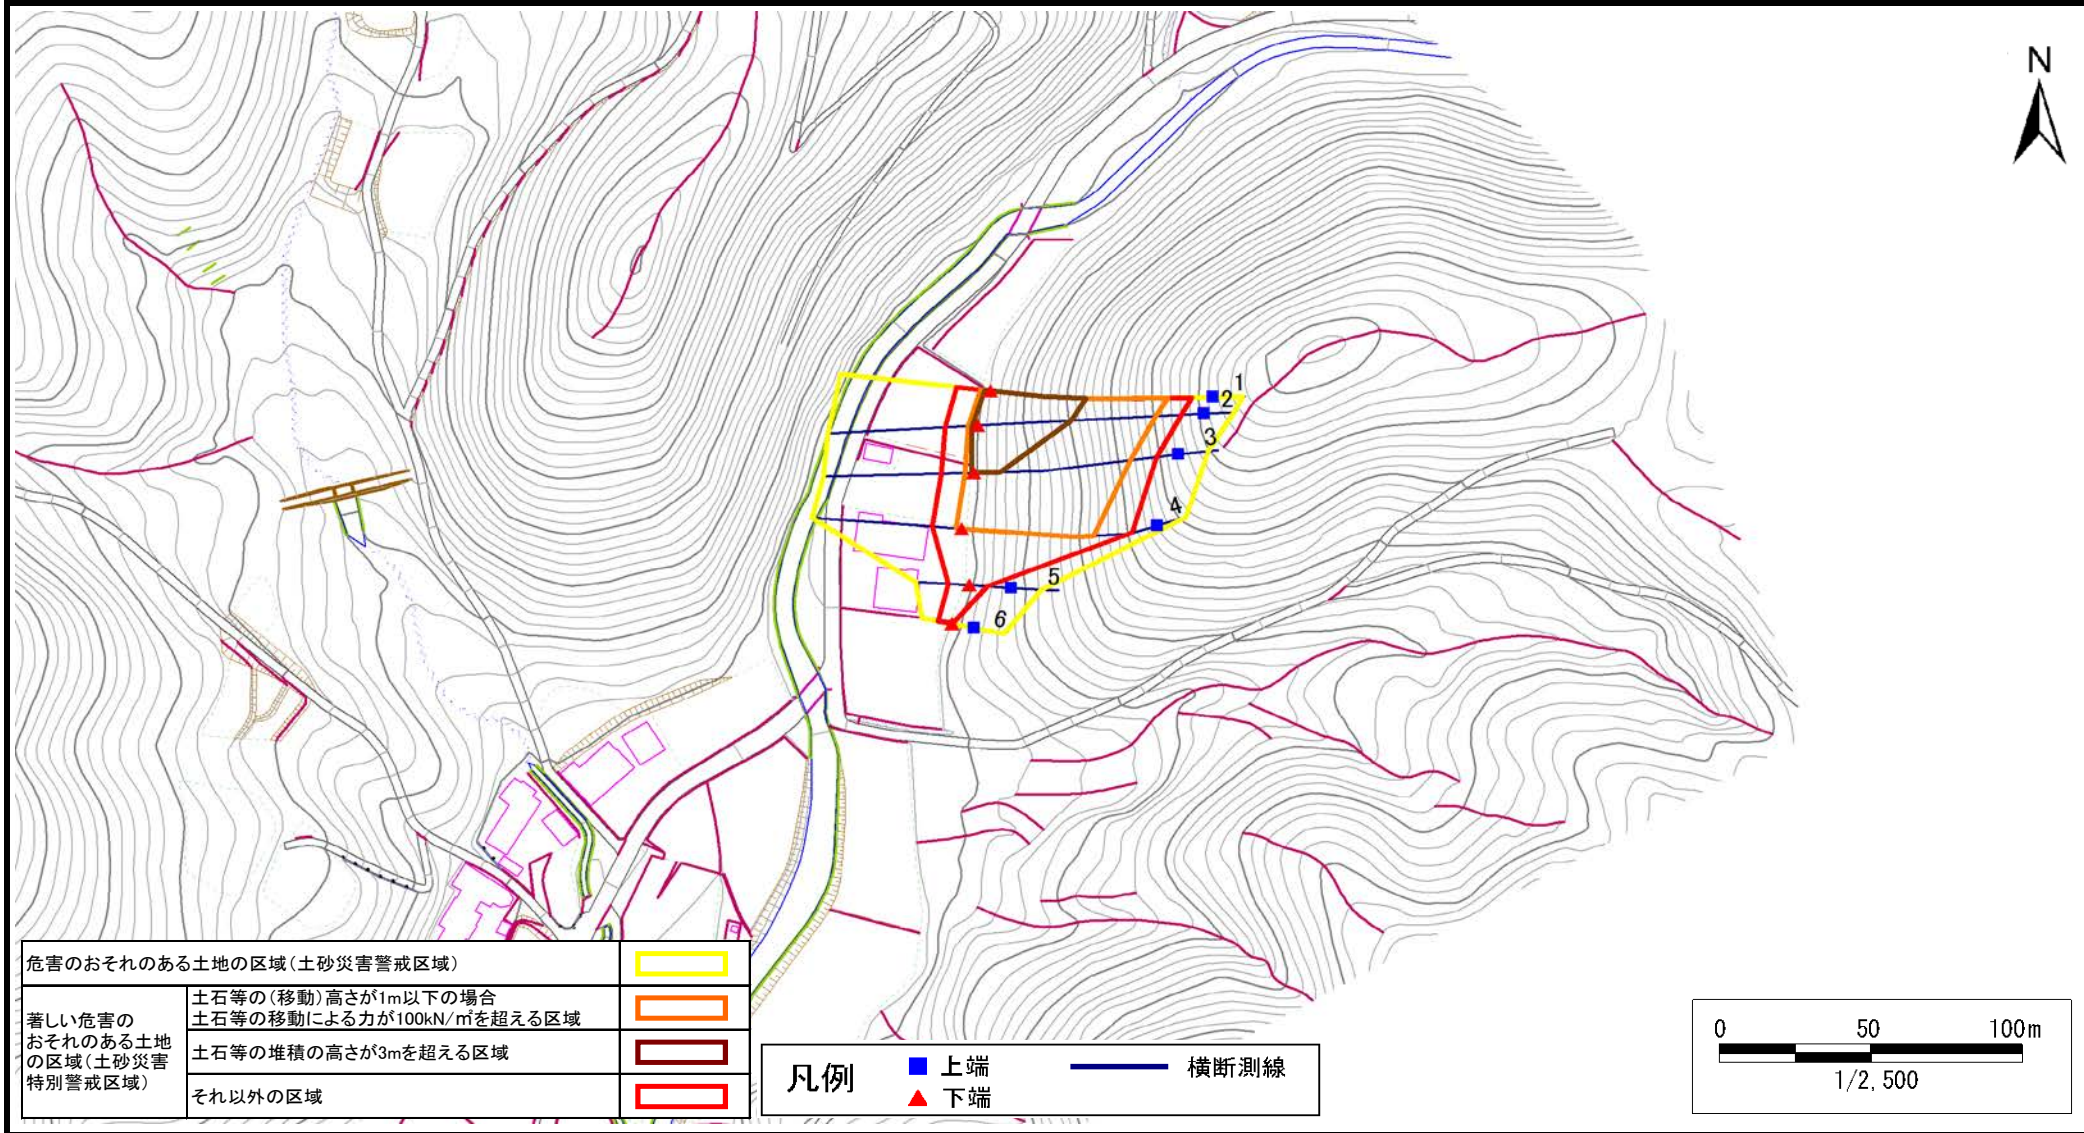 N
1
2
3
4
5
6
危害のおそれのある土地の区域(土砂災害警戒区域)
著しい危害の
おそれのある土地
の区域(土砂災害
特別警戒区域)
土石等の(移動)高さが1m以下の場合
土石等の移動による力が100kN/㎡を超える区域
土石等の堆積の高さが3mを超える区域
それ以外の区域
凡例
上端
下端
横断測線
0 50 100m
1/2,500